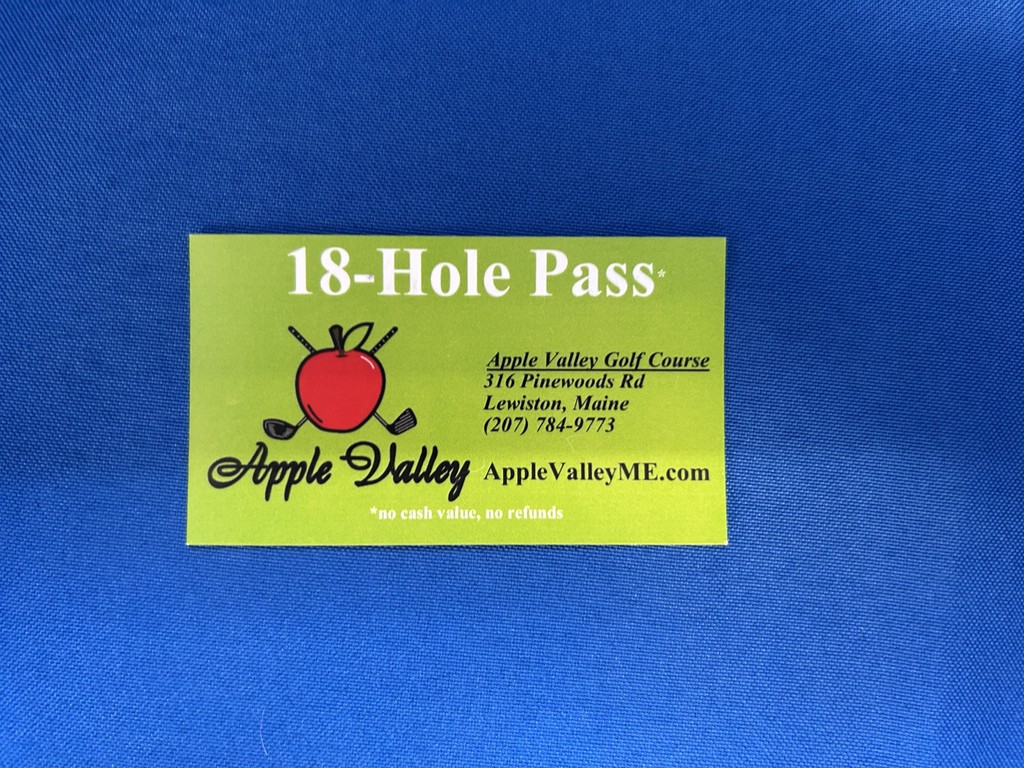 18-Hole Pass*
Apple Valley Golf Course
316 Pinewoods Rd
Lewiston, Maine
(207) 784-9773
Apple Valley
AppleValleyME.com
*no cash value, no refunds